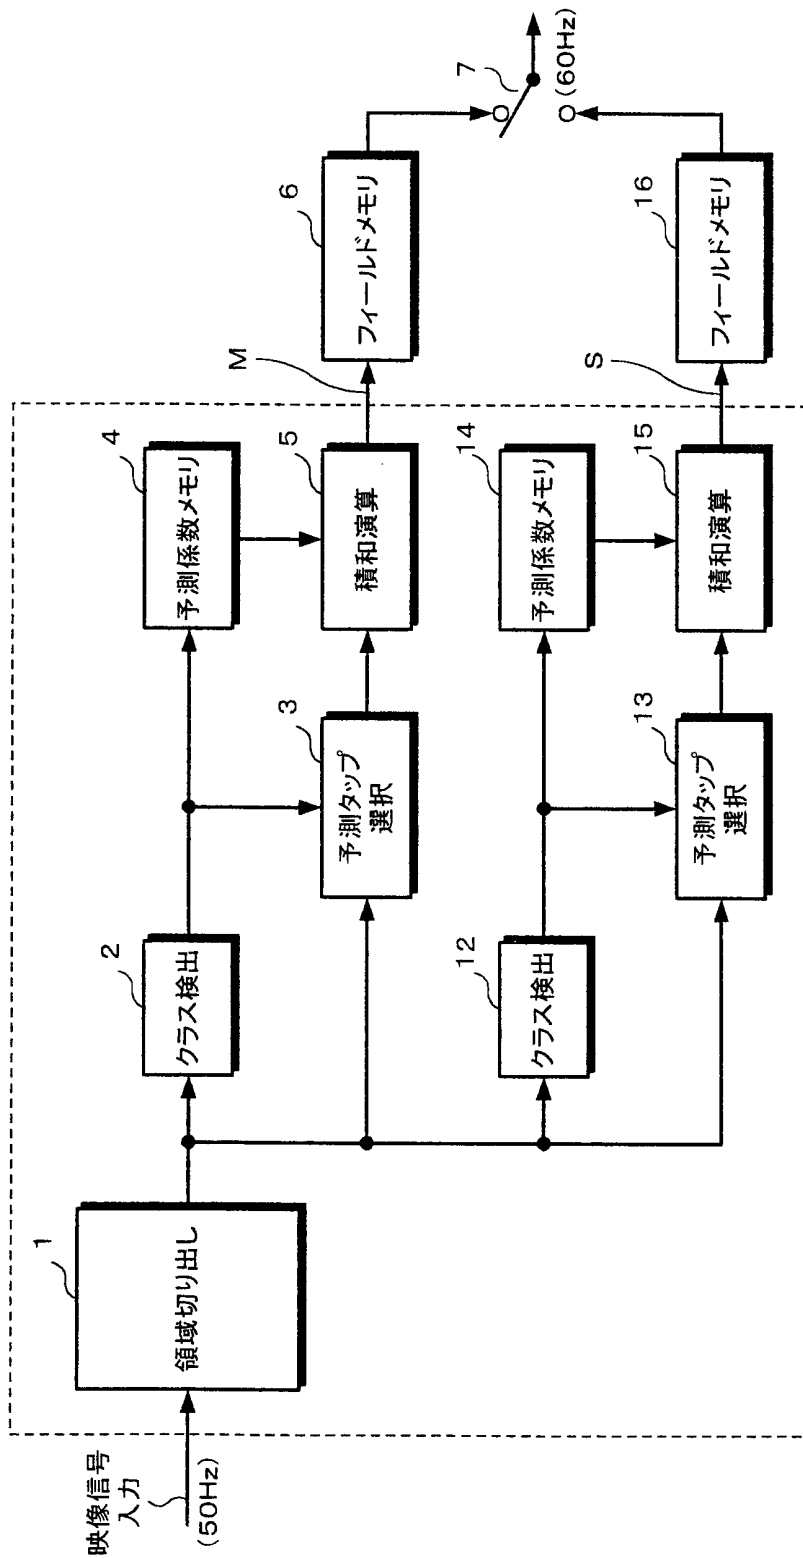 映像信号
入力
(50Hz)
1
領域切り出し
2
クラス検出
4
予測係数メモリ
3
予測タップ
選択
5
積和演算
M
6
フィールドメモリ
7
(60Hz)
12
クラス検出
14
予測係数メモリ
13
予測タップ
選択
15
積和演算
S
16
フィールドメモリ